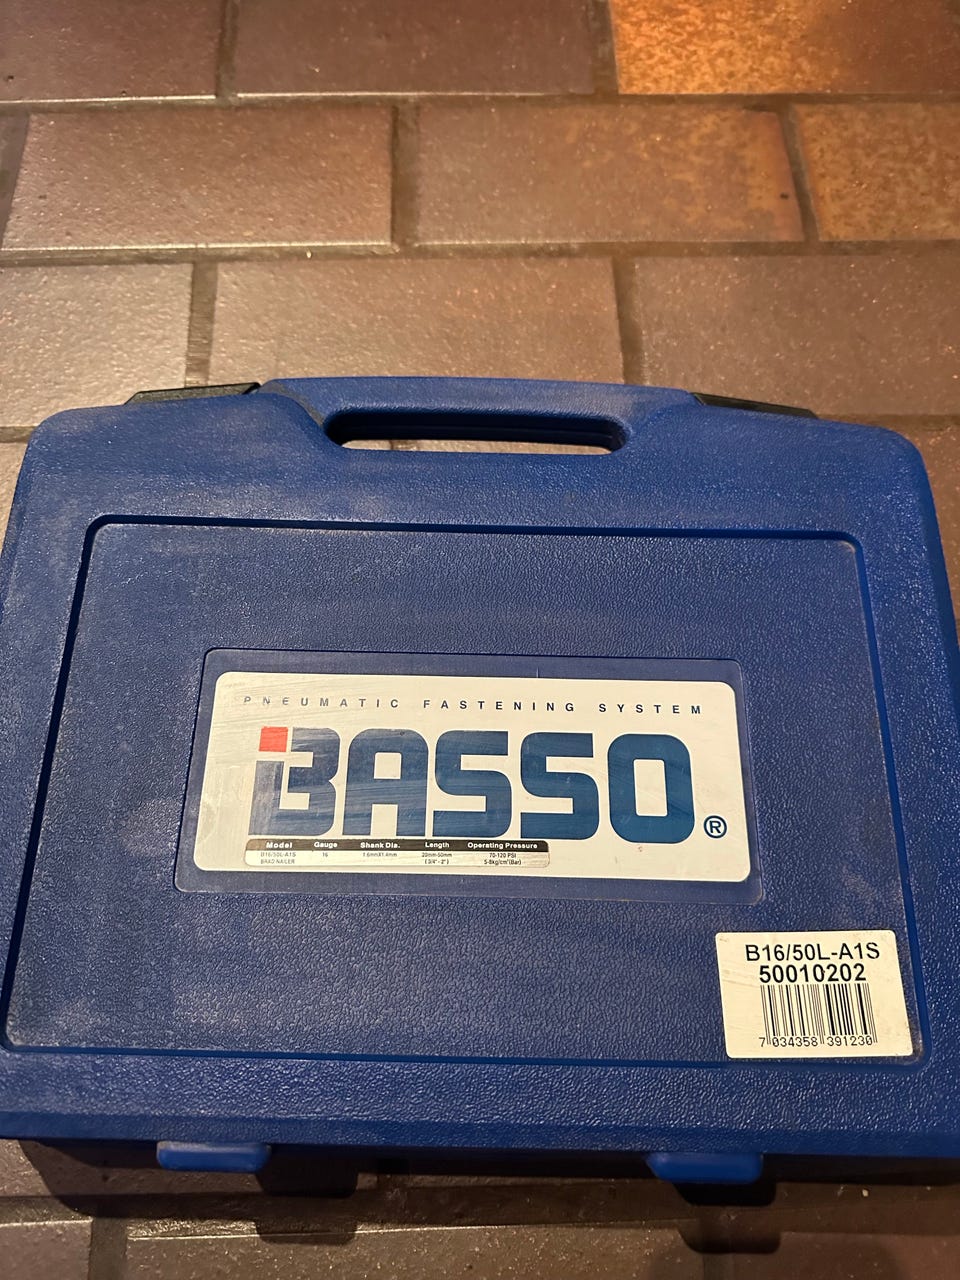 PNEUMATIC FASTENING SYSTEM
BASSO®
Model Gauge Shank Dia. Length Operating Pressure
B16/50L-A1S 16 1.6mmX1.4mm 20mm-50mm 70-120 PSI
BRAD NAILER (3/4"-2") 5-8kg/cm²(Bar)
B16/50L-A1S
50010202
7 034358 391230